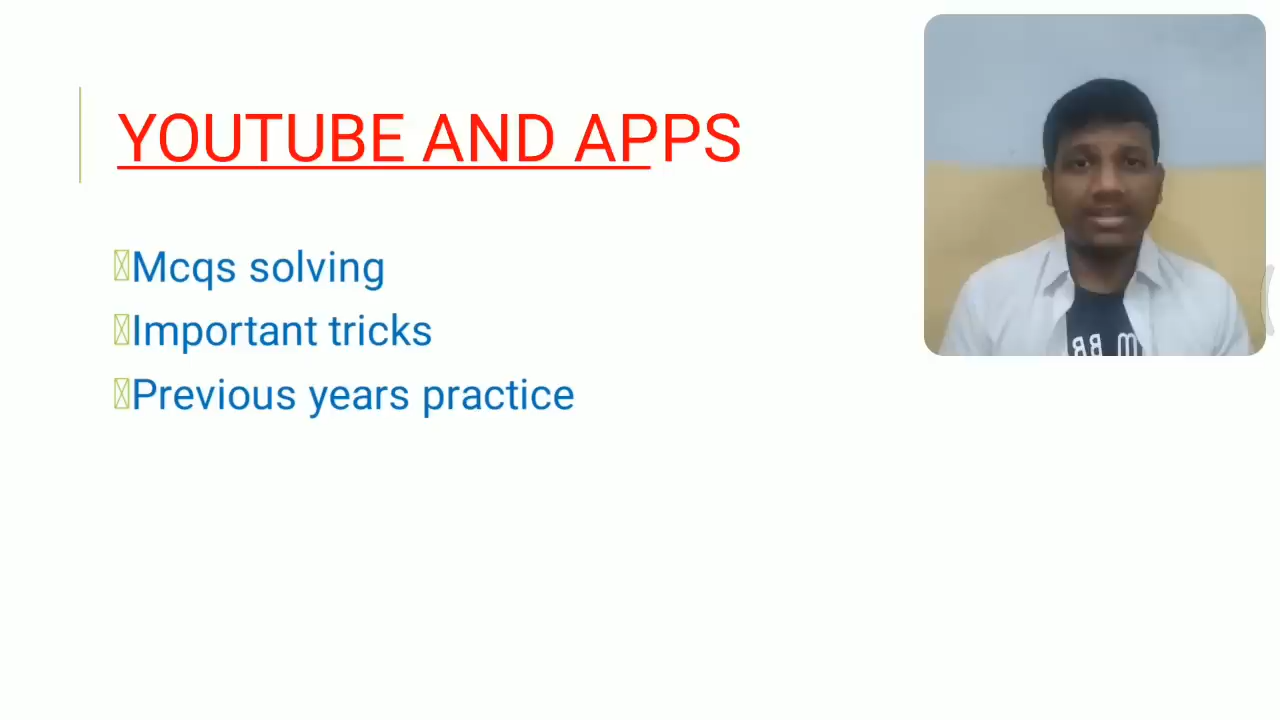 YOUTUBE AND APPS
Mcqs solving
Important tricks
Previous years practice